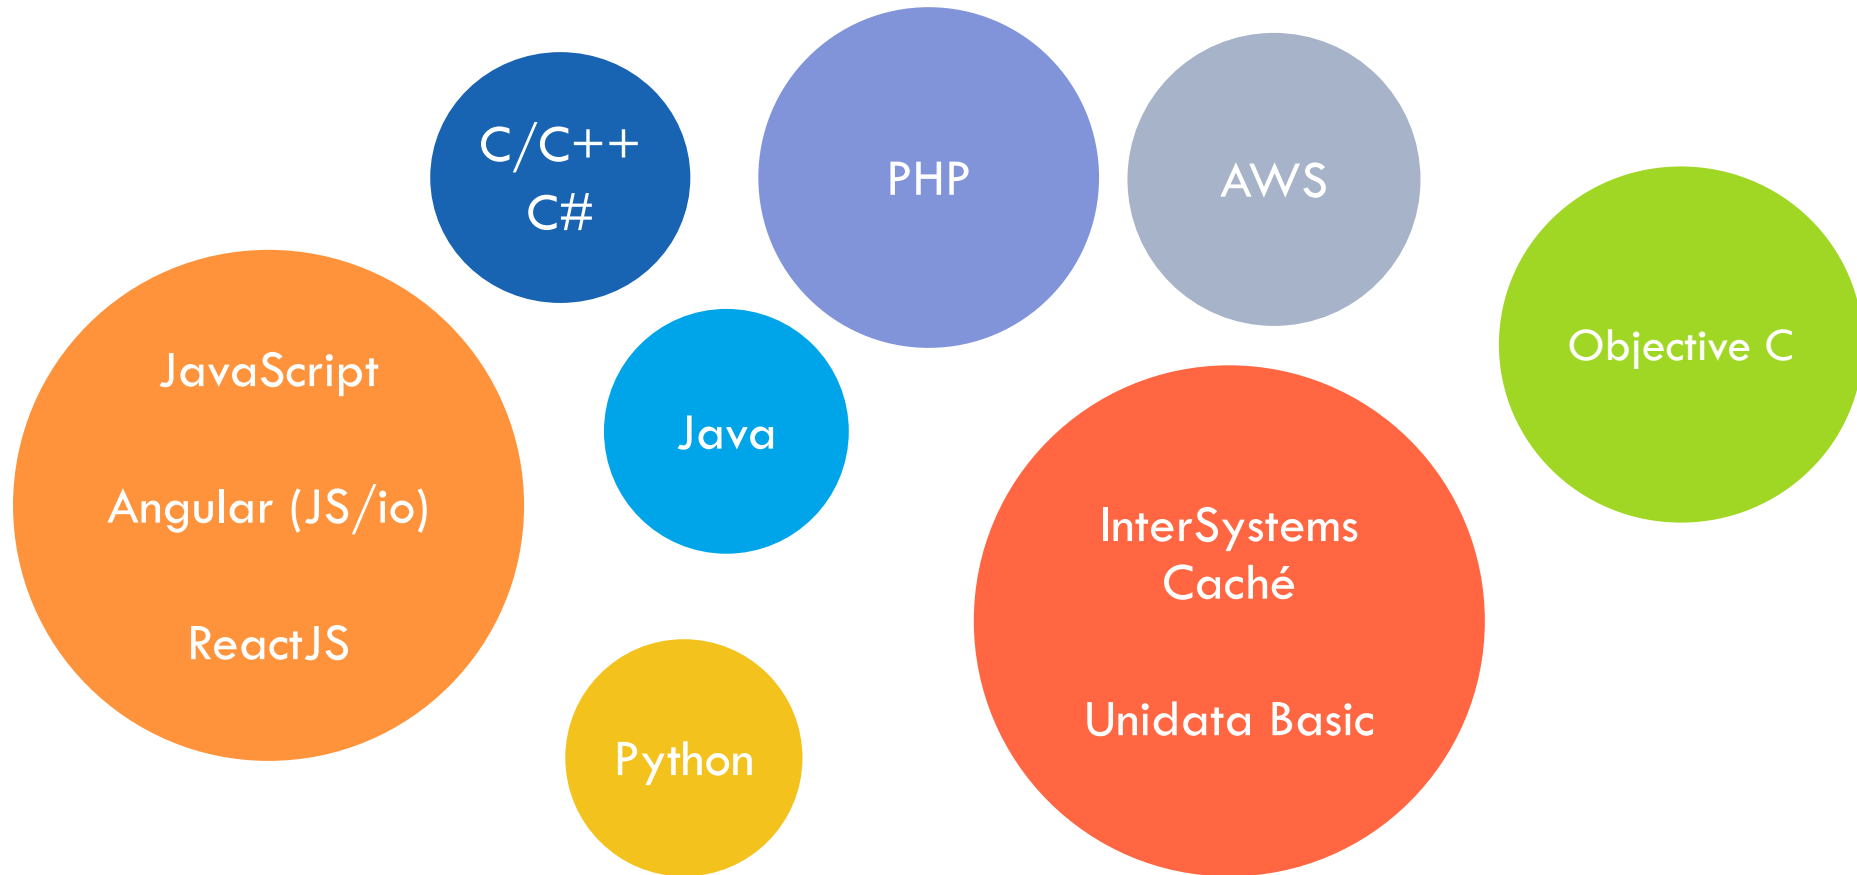 C/C++
C#
PHP
AWS
Objective C
JavaScript
Angular (JS/io)
ReactJS
Java
InterSystems
Caché
Unidata Basic
Python